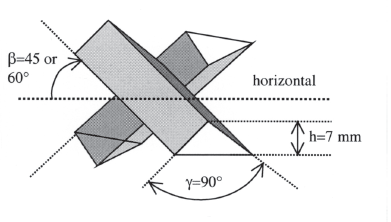 β=45 or
60°
horizontal
h=7 mm
γ=90°